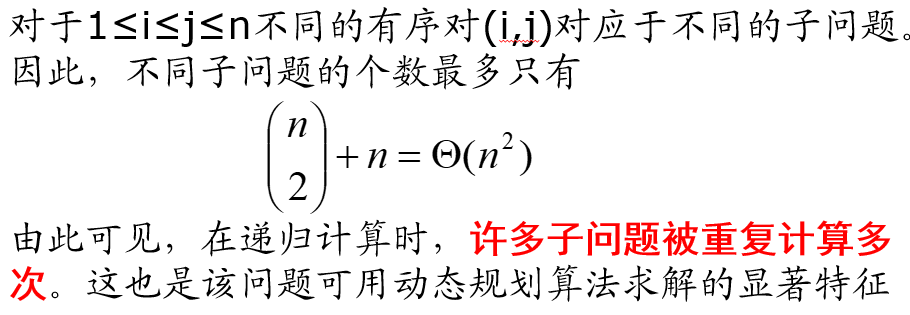 对于1≤i≤j≤n不同的有序对(i,j)对应于不同的子问题。
因此，不同子问题的个数最多只有
\binom{n}{2} + n = Θ(n²)
由此可见，在递归计算时，许多子问题被重复计算多
次。这也是该问题可用动态规划算法求解的显著特征